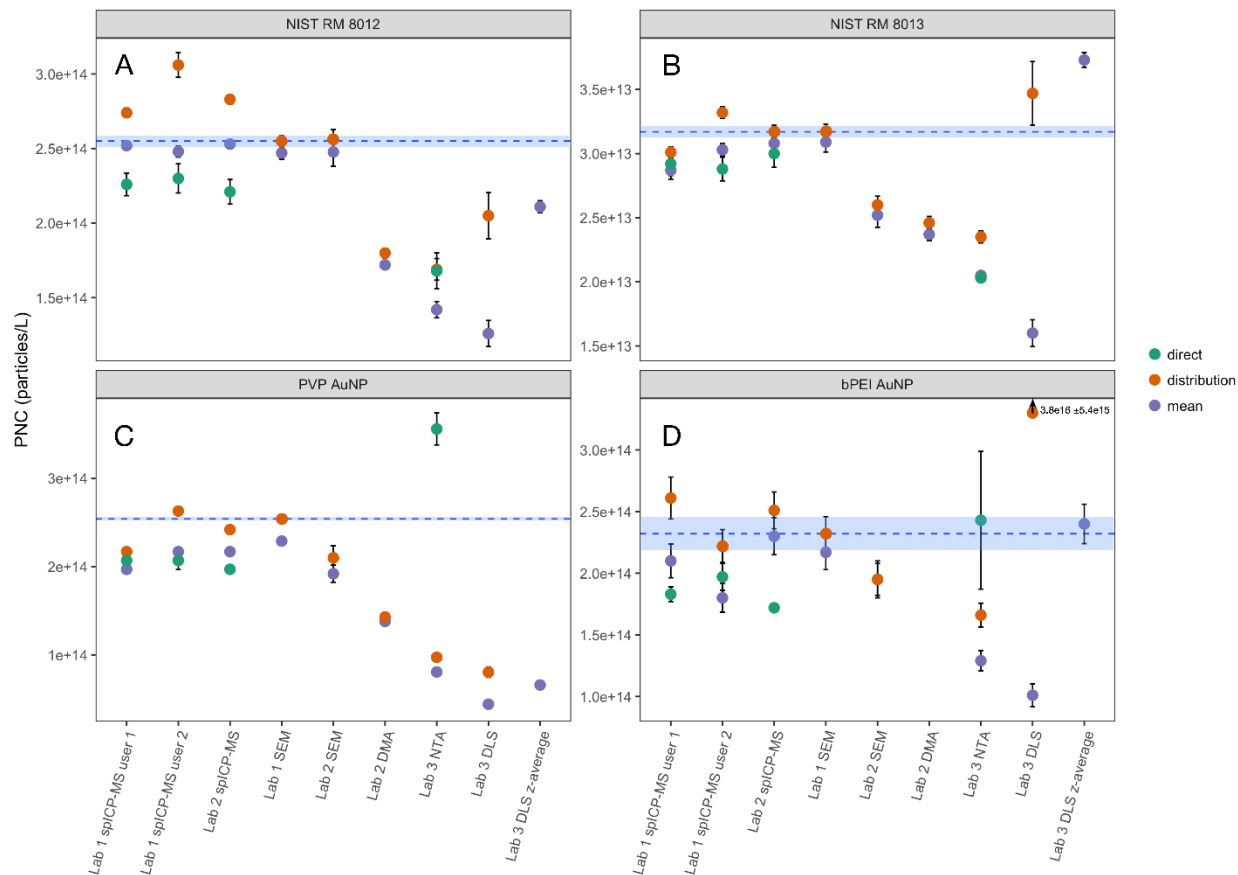 NIST RM 8012
NIST RM 8013
A
B
3.0e+14
2.5e+14
2.0e+14
1.5e+14
3.5e+13
3.0e+13
2.5e+13
2.0e+13
1.5e+13
PNC (particles/L)
direct
distribution
mean
PVP AuNP
bPEI AuNP
C
D
3.8e16 ±5.4e15
3e+14
2e+14
1e+14
3.0e+14
2.5e+14
2.0e+14
1.5e+14
1.0e+14
Lab 1 spICP-MS user 1
Lab 1 spICP-MS user 2
Lab 2 spICP-MS
Lab 1 SEM
Lab 2 SEM
Lab 2 DMA
Lab 3 NTA
Lab 3 DLS
Lab 3 DLS z-average
Lab 1 spICP-MS user 1
Lab 1 spICP-MS user 2
Lab 2 spICP-MS
Lab 1 SEM
Lab 2 SEM
Lab 2 DMA
Lab 3 NTA
Lab 3 DLS
Lab 3 DLS z-average